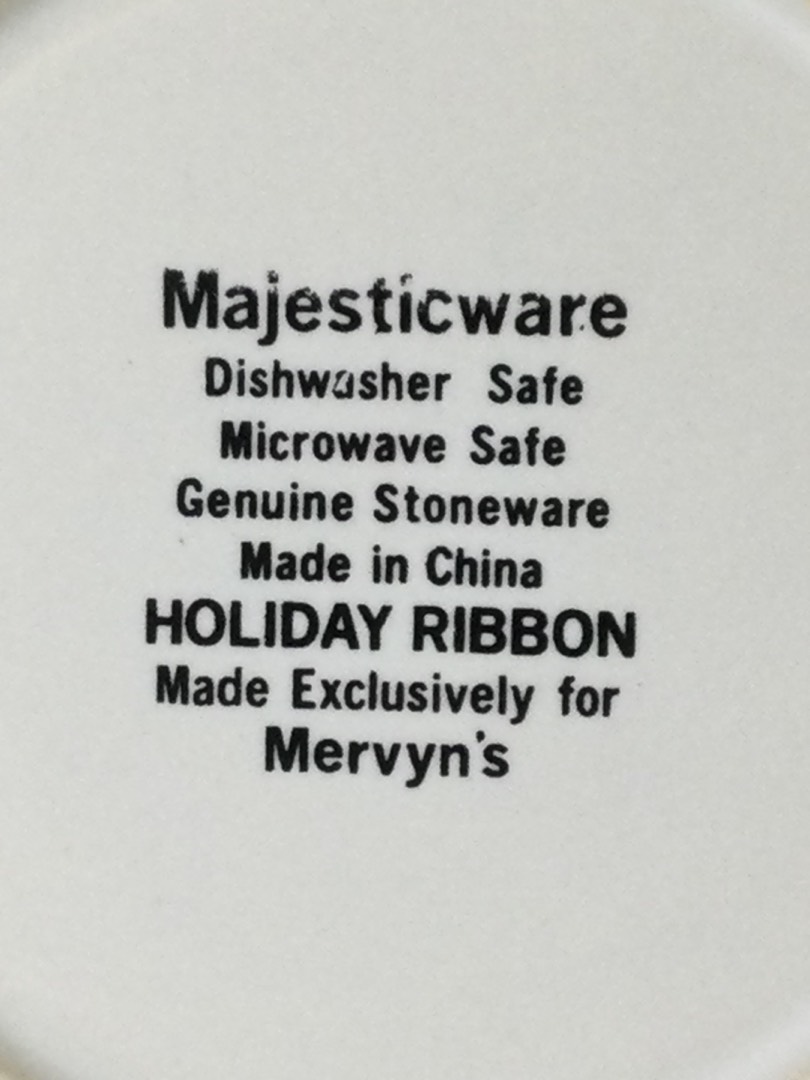 Majesticware
Dishwasher Safe
Microwave Safe
Genuine Stoneware
Made in China
HOLIDAY RIBBON
Made Exclusively for
Mervyn's